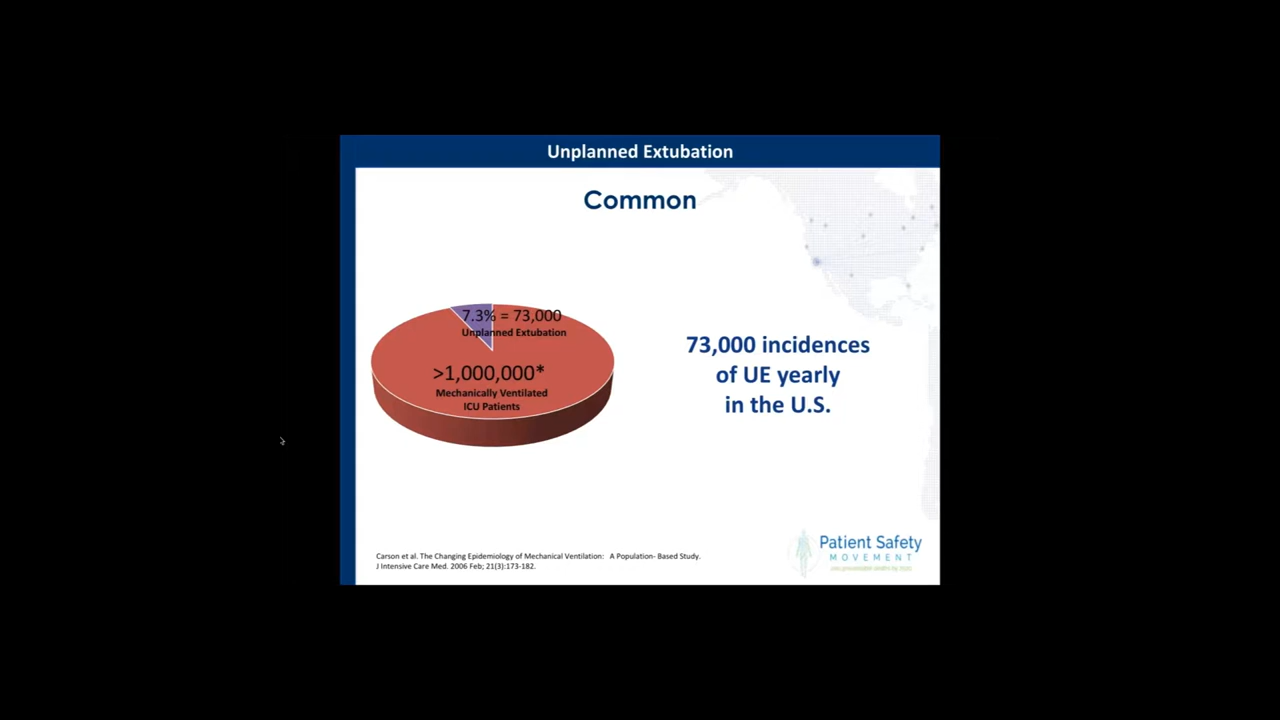 Unplanned Extubation
Common
7.3% = 73,000
Unplanned Extubation
>1,000,000*
Mechanically Ventilated
ICU Patients
73,000 incidences
of UE yearly
in the U.S.
Carson et al. The Changing Epidemiology of Mechanical Ventilation: A Population- Based Study.
J Intensive Care Med. 2006 Feb; 21(3):173-182.
Patient Safety
MOVEMENT